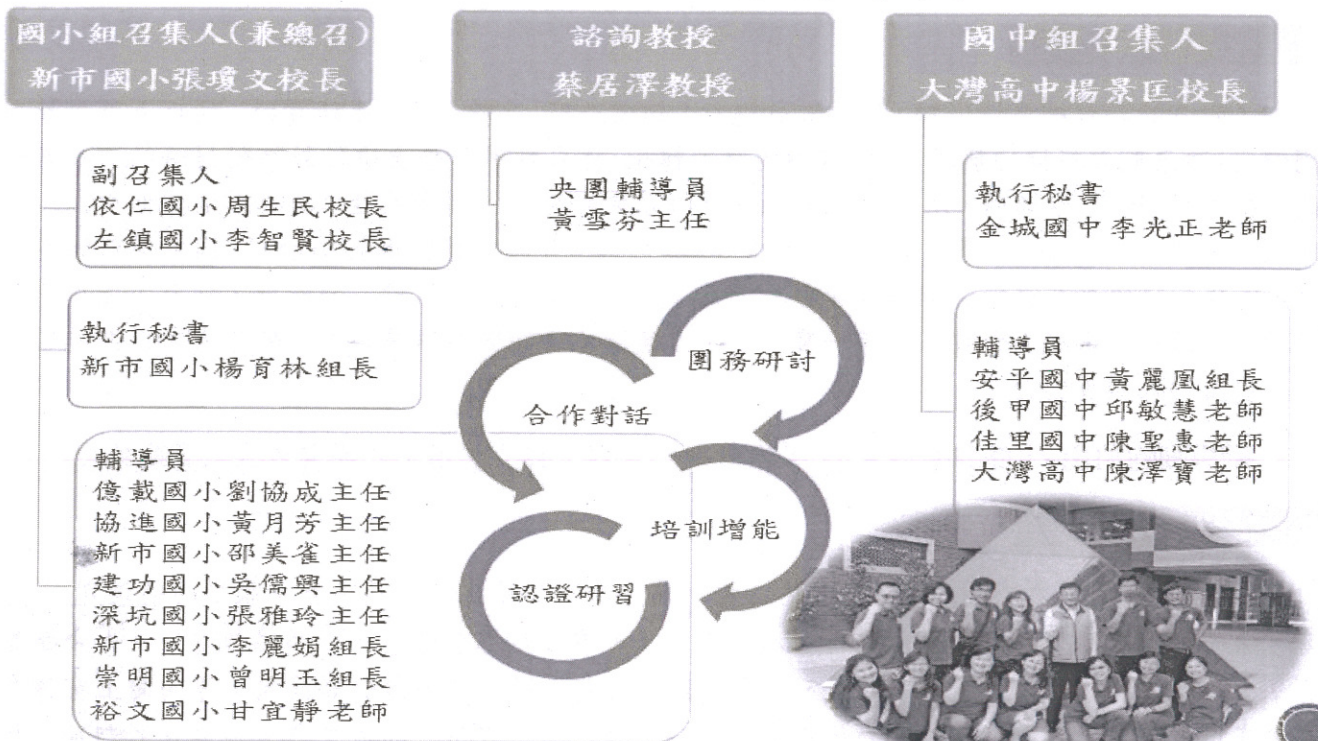 國小組召集人(兼總召)
新市國小張瓊文校長
副召集人
依仁國小周生民校長
左鎮國小李智賢校長
執行秘書
新市國小楊育林組長
輔導員
億載國小劉協成主任
協進國小黃月芳主任
新市國小邵美雀主任
建功國小吳儒興主任
深坑國小張雅玲主任
新市國小李麗娟組長
崇明國小曾明玉組長
裕文國小甘宜靜老師
諮詢教授
蔡居澤教授
央團輔導員
黃雪芬主任
團務研討
合作對話
培訓增能
認證研習
國中組召集人
大灣高中楊景匡校長
執行秘書
金城國中李光正老師
輔導員
安平國中黃麗凰組長
後甲國中邱敏慧老師
佳里國中陳聖惠老師
大灣高中陳澤寶老師